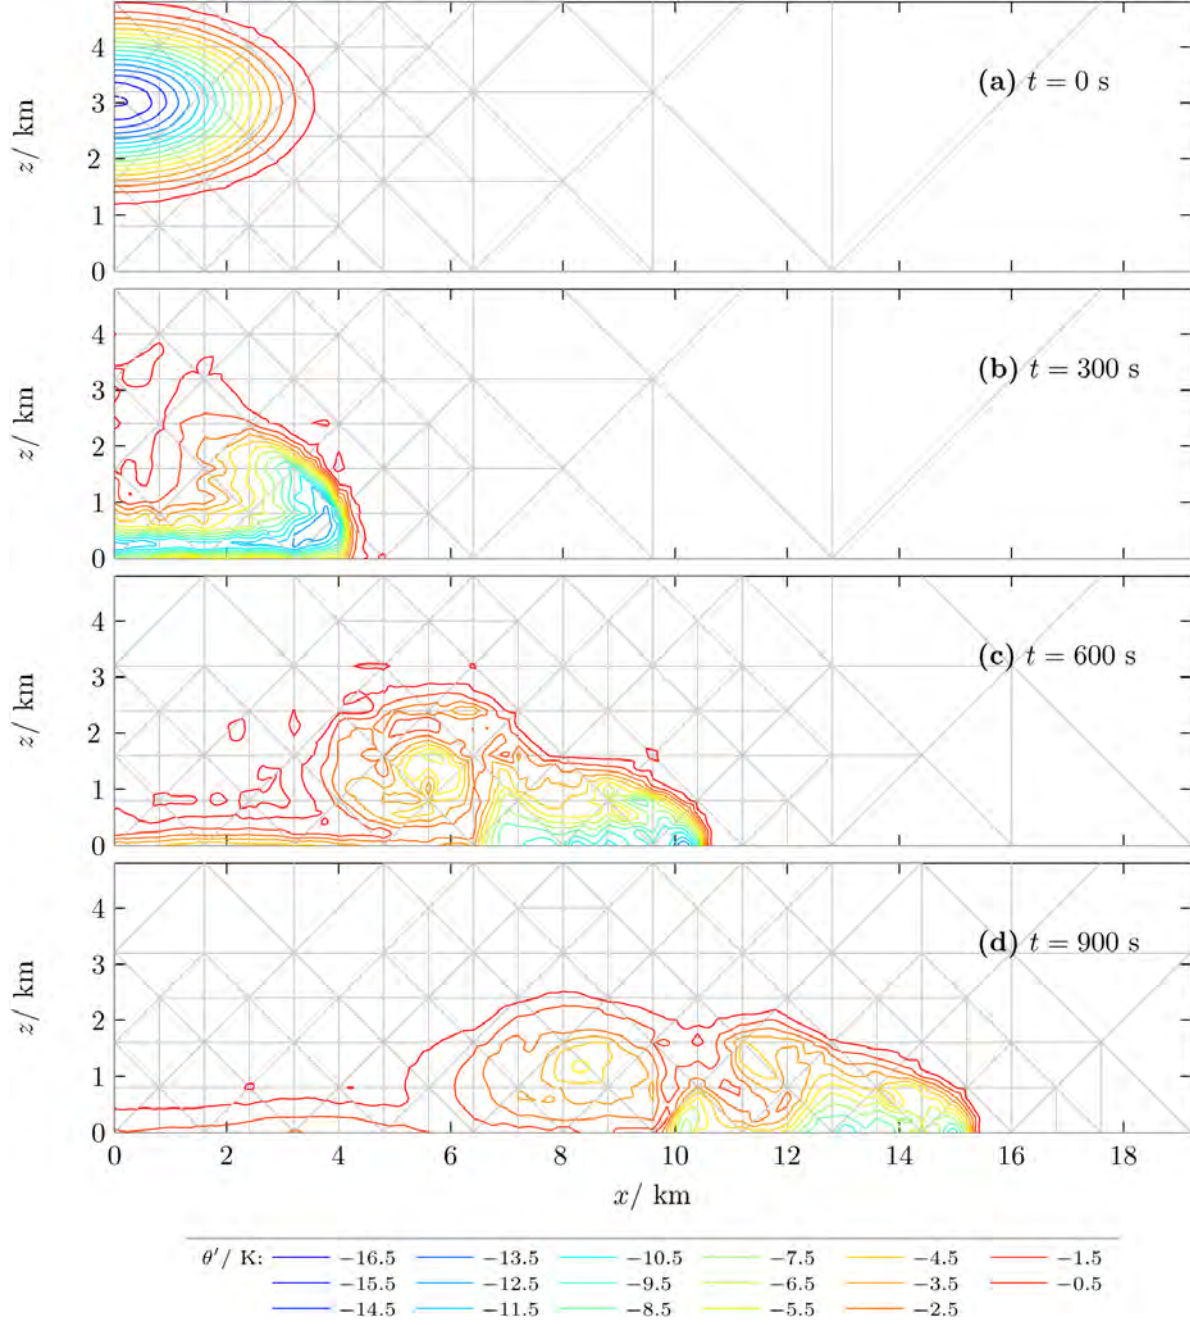 4
3
2
1
0
z/ km
(a) t = 0 s
4
3
2
1
0
z/ km
(b) t = 300 s
4
3
2
1
0
z/ km
(c) t = 600 s
4
3
2
1
0
z/ km
(d) t = 900 s
0 2 4 6 8 10 12 14 16 18
x/ km
θ′/ K: −16.5 −13.5 −10.5 −7.5 −4.5 −1.5
−15.5 −12.5 −9.5 −6.5 −3.5 −0.5
−14.5 −11.5 −8.5 −5.5 −2.5